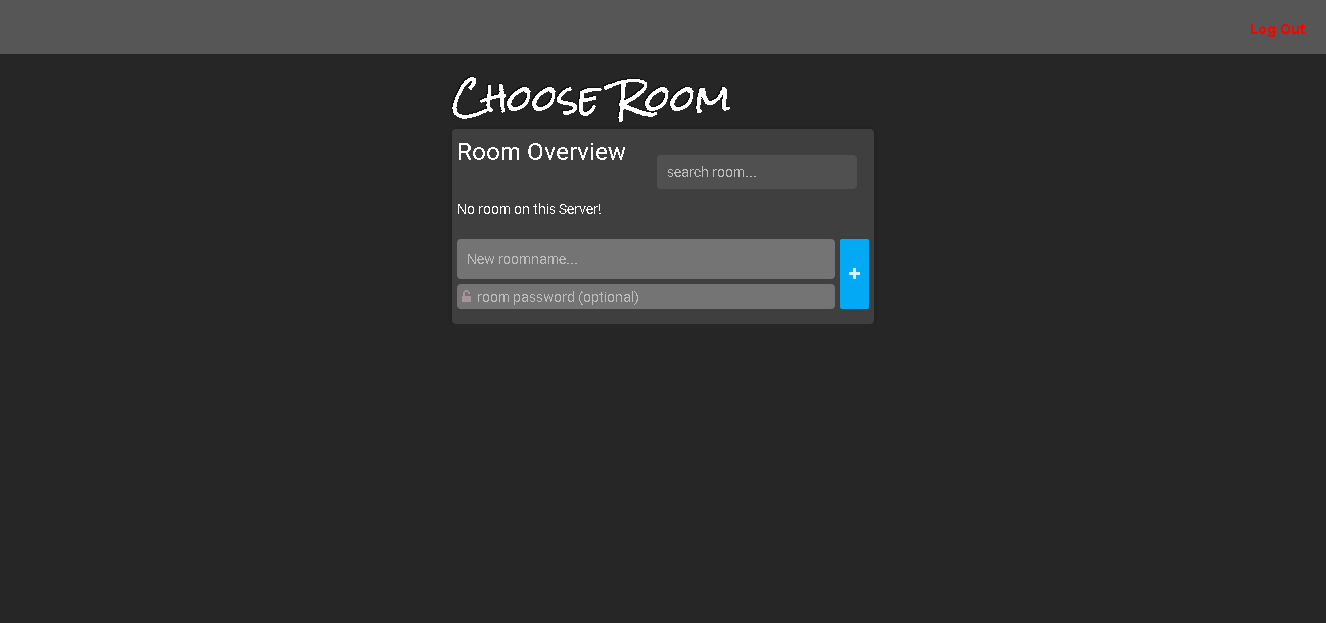 Log Out
Choose Room
Room Overview
search room...
No room on this Server!
New roomname...
+
room password (optional)